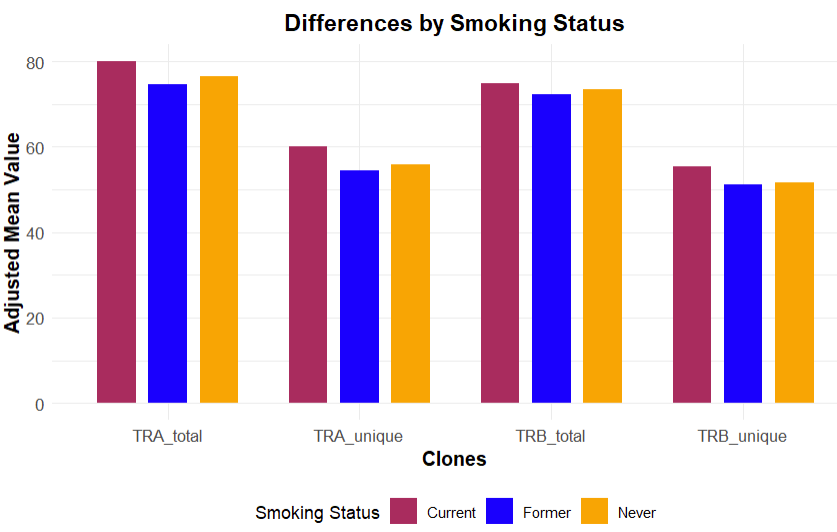 Differences by Smoking Status
Adjusted Mean Value
80
60
40
20
0
TRA_total TRA_unique TRB_total TRB_unique
Clones
Smoking Status Current Former Never